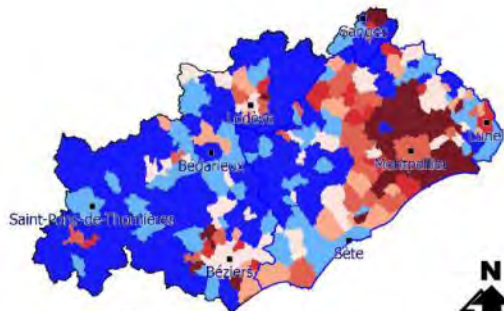 Ganges
Lodève
Lunel
Montpellier
Bédarieux
Saint-Pons-de-Thomières
Sète
Béziers
N